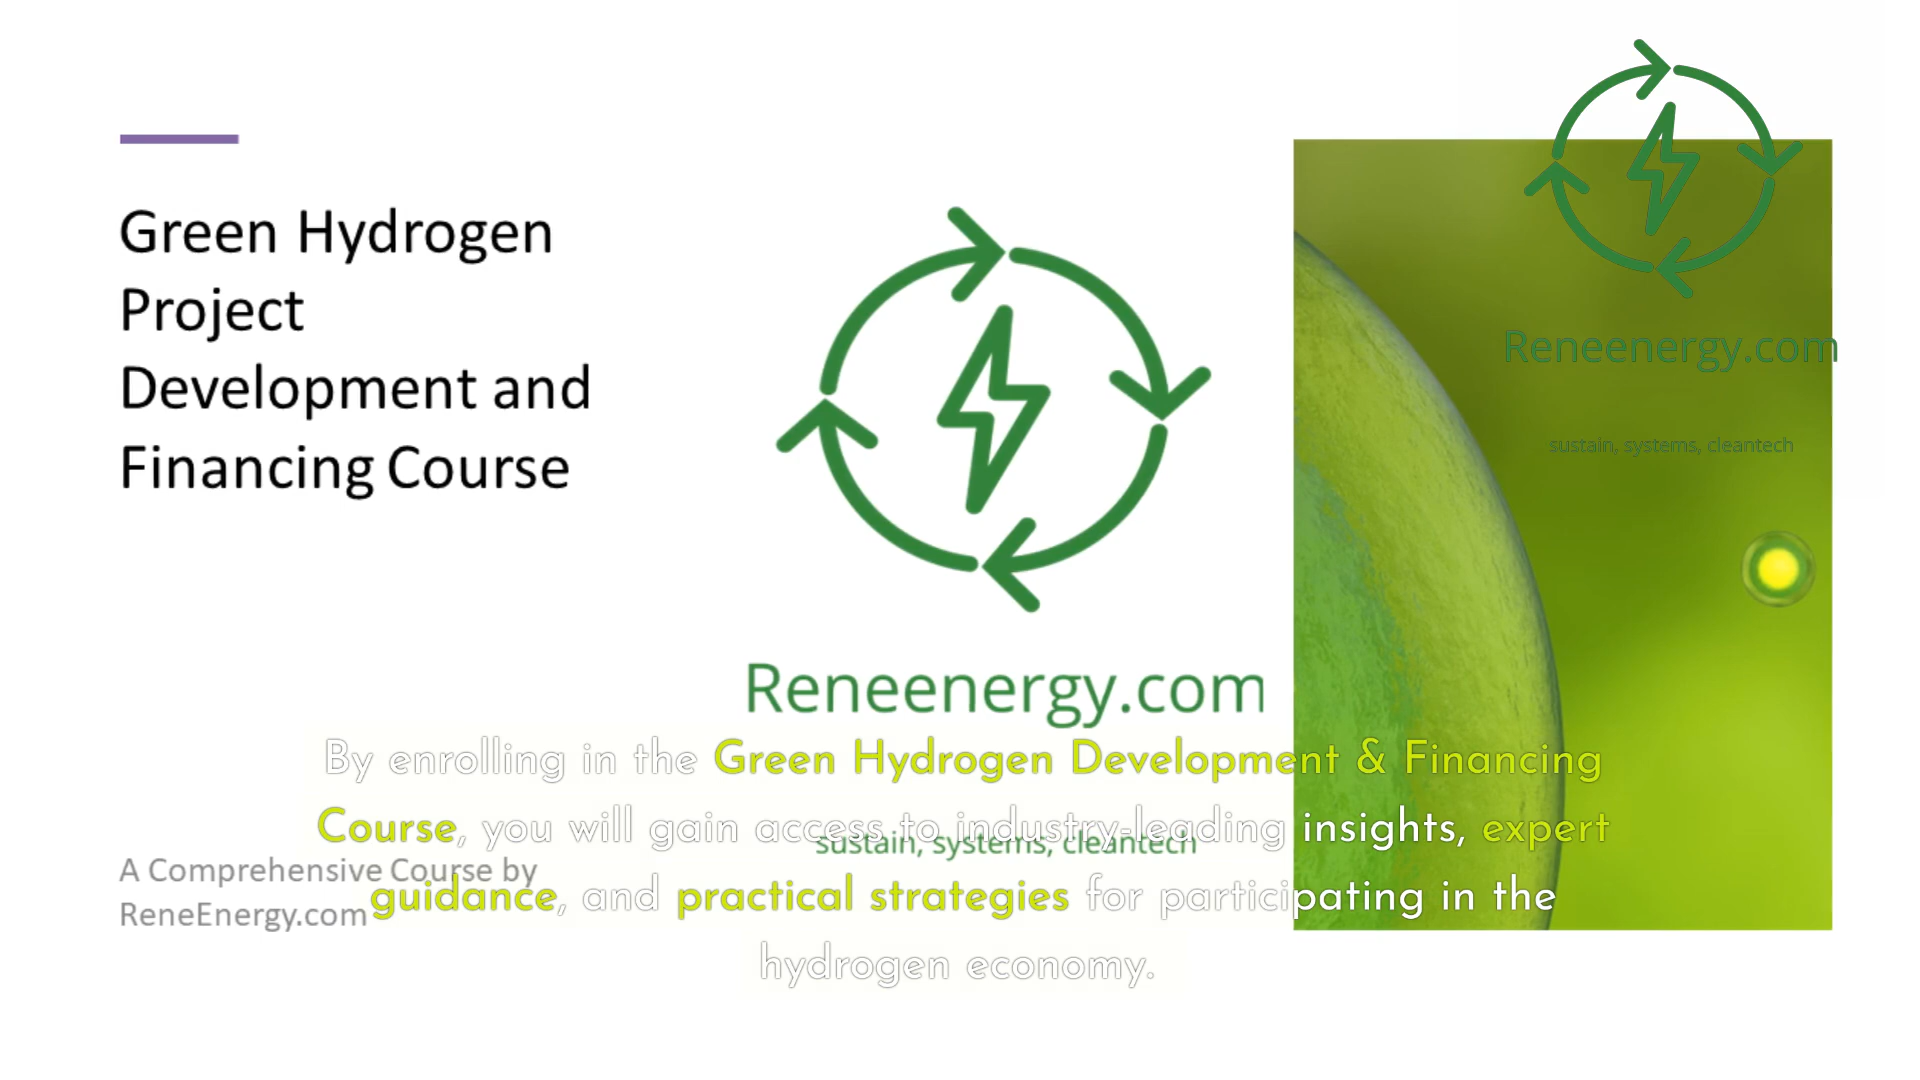 Green Hydrogen
Project
Development and
Financing Course
Reneenergy.com
sustain, systems, cleantech
Reneenergy.com
sustain, systems, cleantech
A Comprehensive Course by
ReneEnergy.com
By enrolling in the Green Hydrogen Development & Financing
Course, you will gain access to industry-leading insights, expert
guidance, and practical strategies for participating in the
hydrogen economy.